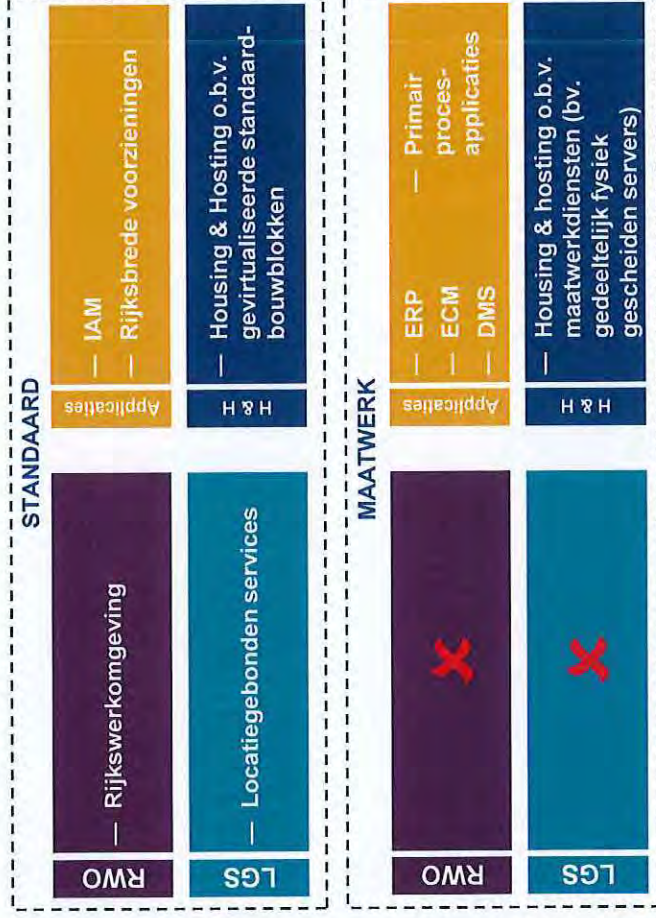 STANDAARD
RWO
— Rijkswerkomgeving
LGS
— Locatiegebonden services
Applicaties
— IAM
— Rijksbrede voorzieningen
H & H
— Housing & Hosting o.b.v.
gevirtualiseerde standaard-
bouwblokken
MAATWERK
RWO
LGS
Applicaties
— ERP
— ECM
— DMS
— Primair
proces-
applicaties
H & H
— Housing & hosting o.b.v.
maatwerkdiensten (bv.
gedeeltelijk fysiek
gescheiden servers)